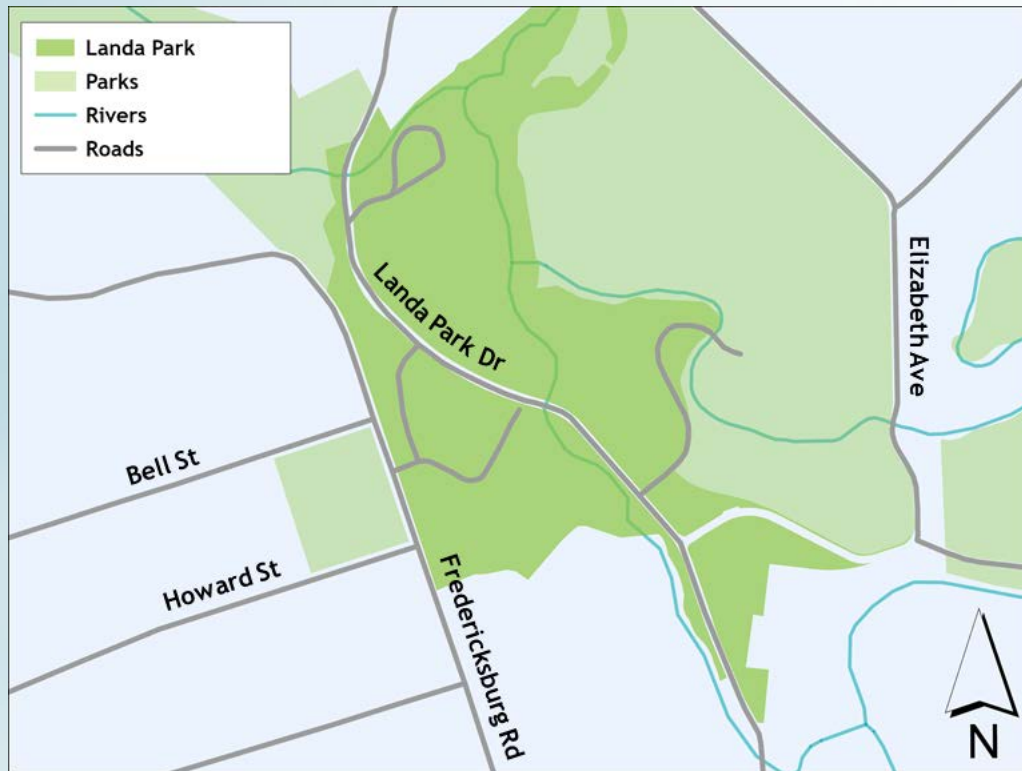 Landa Park
Parks
Rivers
Roads
Landa Park Dr
Elizabeth Ave
Bell St
Howard St
Fredericksburg Rd
N